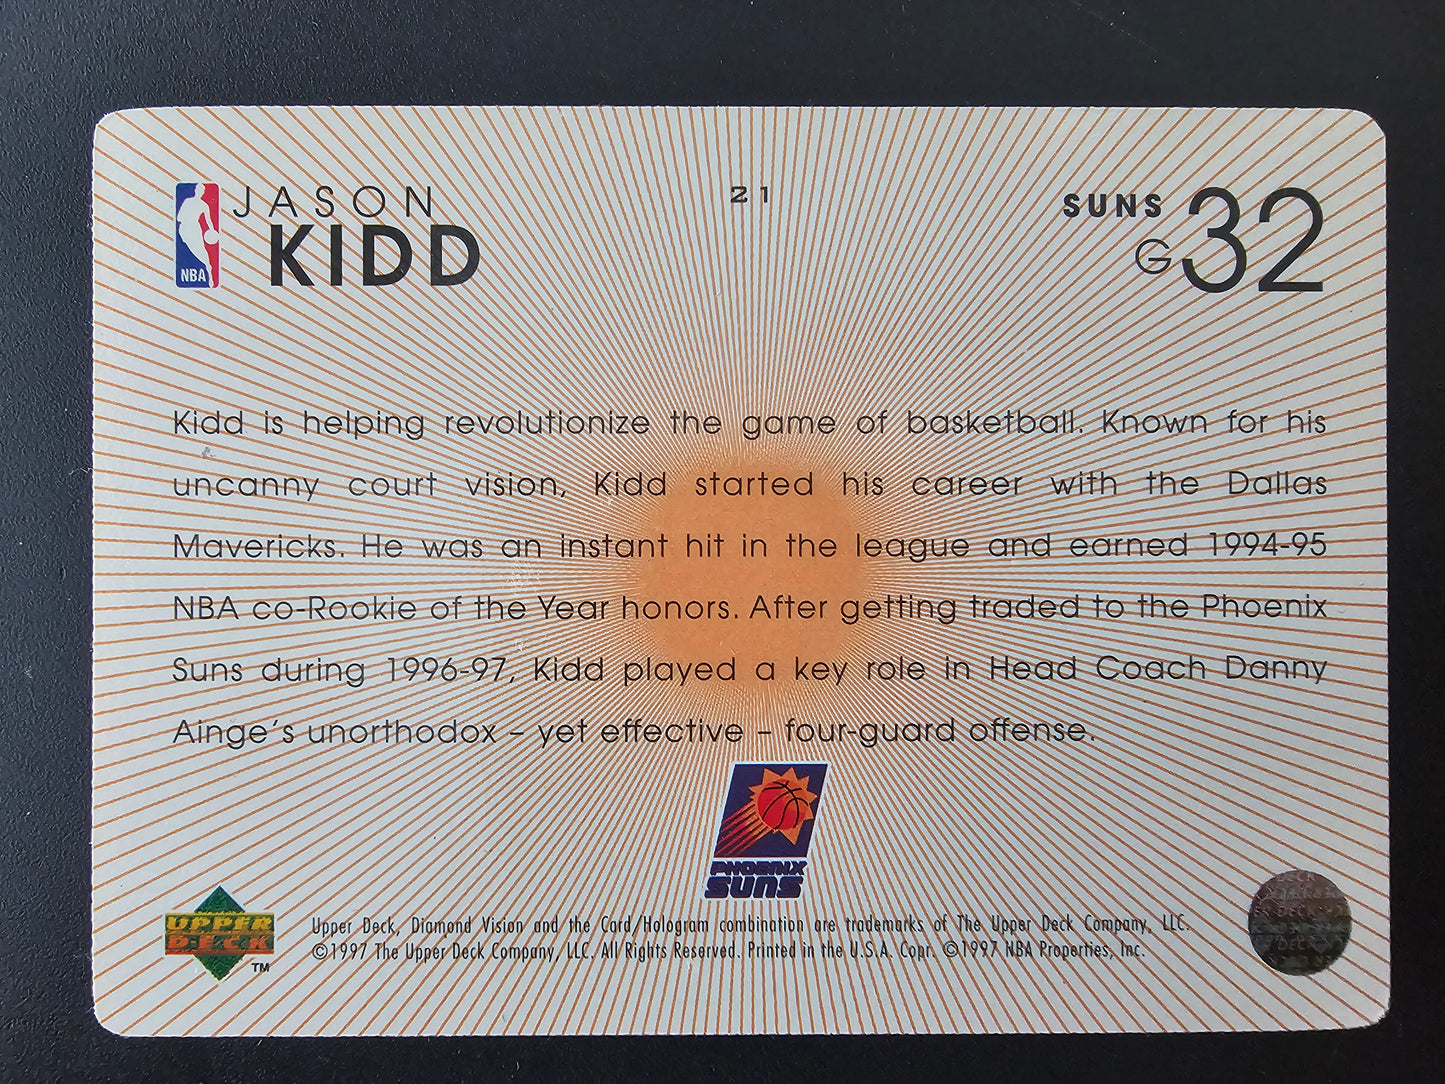 JASON
KIDD
21
SUNS
G 32
NBA
Kidd is helping revolutionize the game of basketball. Known for his
uncanny court vision, Kidd started his career with the Dallas
Mavericks. He was an instant hit in the league and earned 1994-95
NBA co-Rookie of the Year honors. After getting traded to the Phoenix
Suns during 1996-97, Kidd played a key role in Head Coach Danny
Ainge's unorthodox – yet effective – four-guard offense.
PHOENIX
SUNS
UPPER
DECK
TM
Upper Deck, Diamond Vision and the Card/Hologram combination are trademarks of The Upper Deck Company, LLC.
©1997 The Upper Deck Company, LLC. All Rights Reserved. Printed in the U.S.A. Copr. ©1997 NBA Properties, Inc.